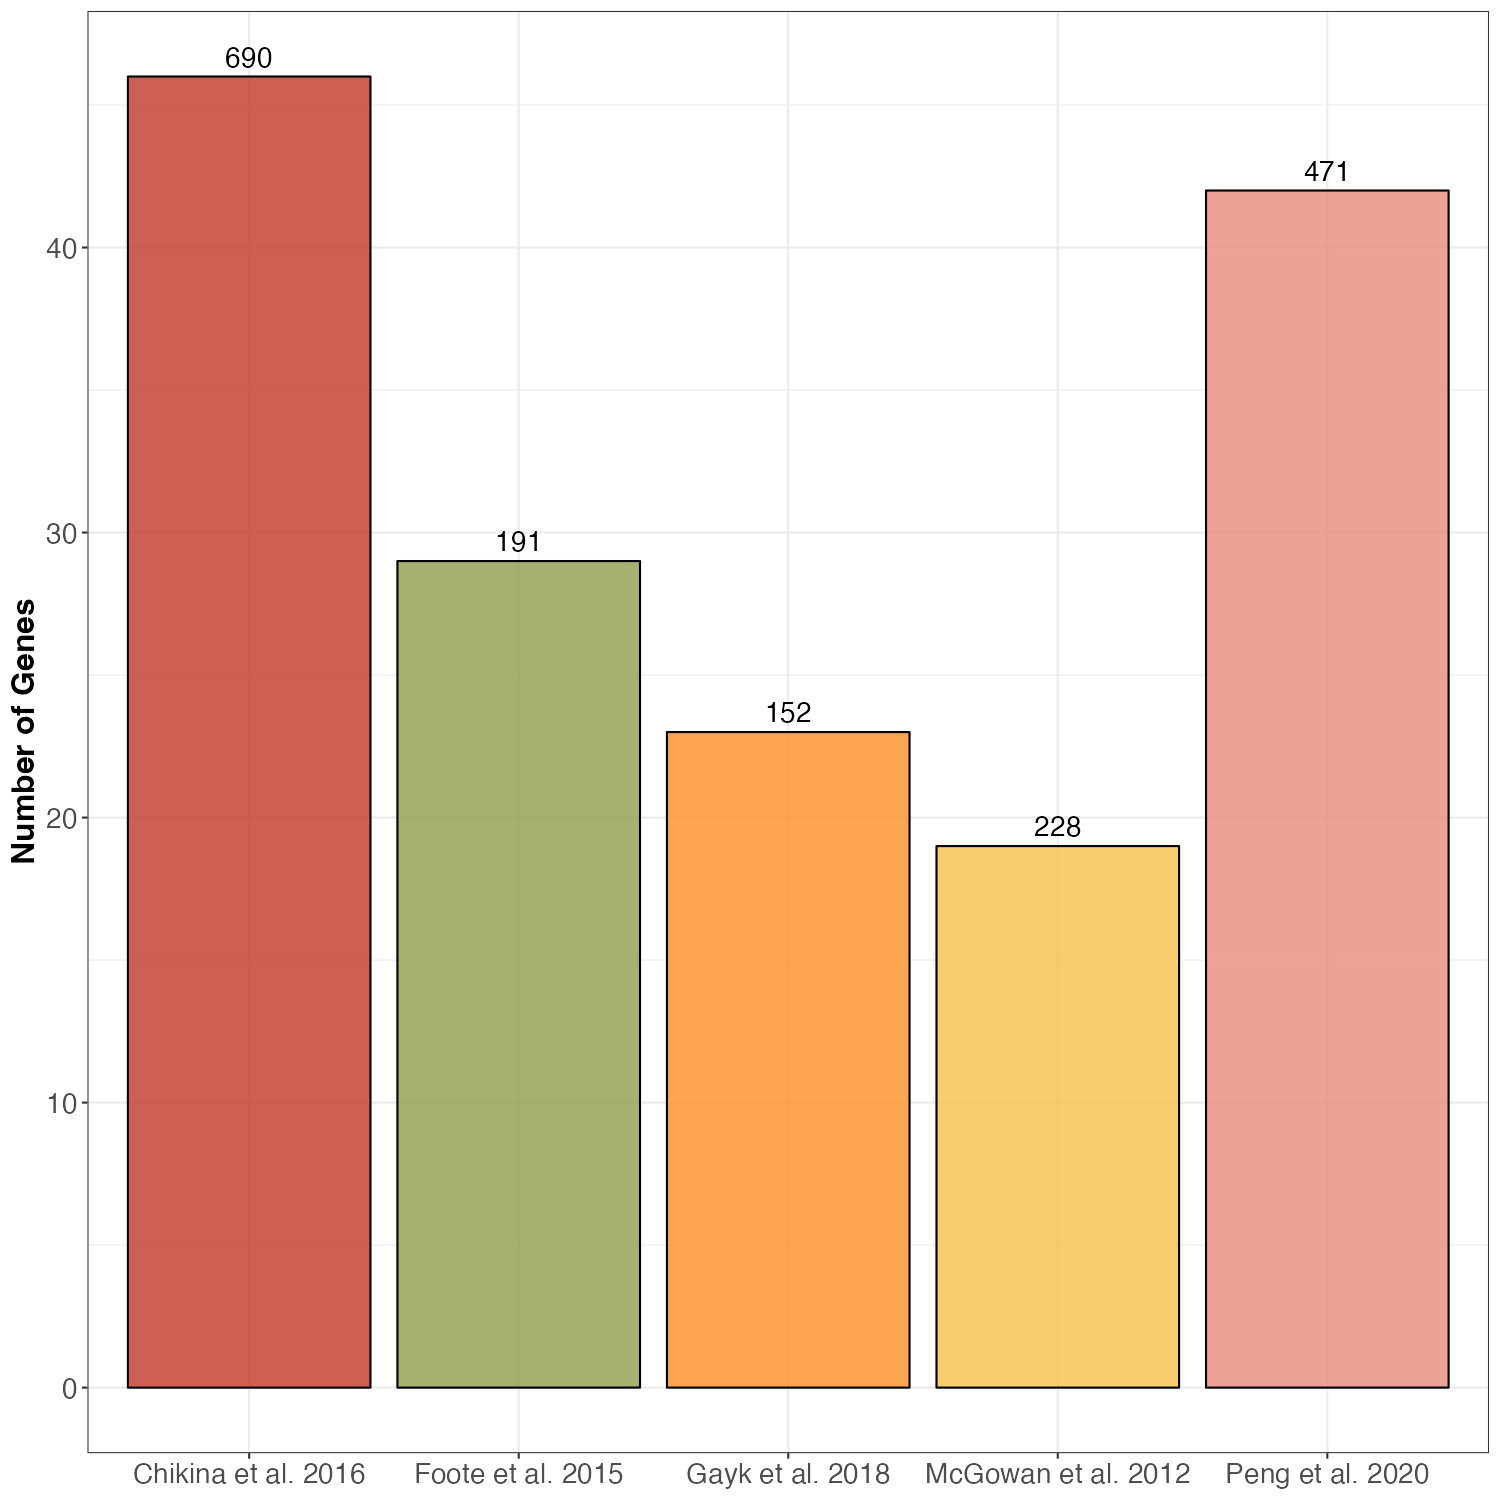 690
471
191
152
228
Number of Genes
40
30
20
10
0
Chikina et al. 2016
Foote et al. 2015
Gayk et al. 2018
McGowan et al. 2012
Peng et al. 2020